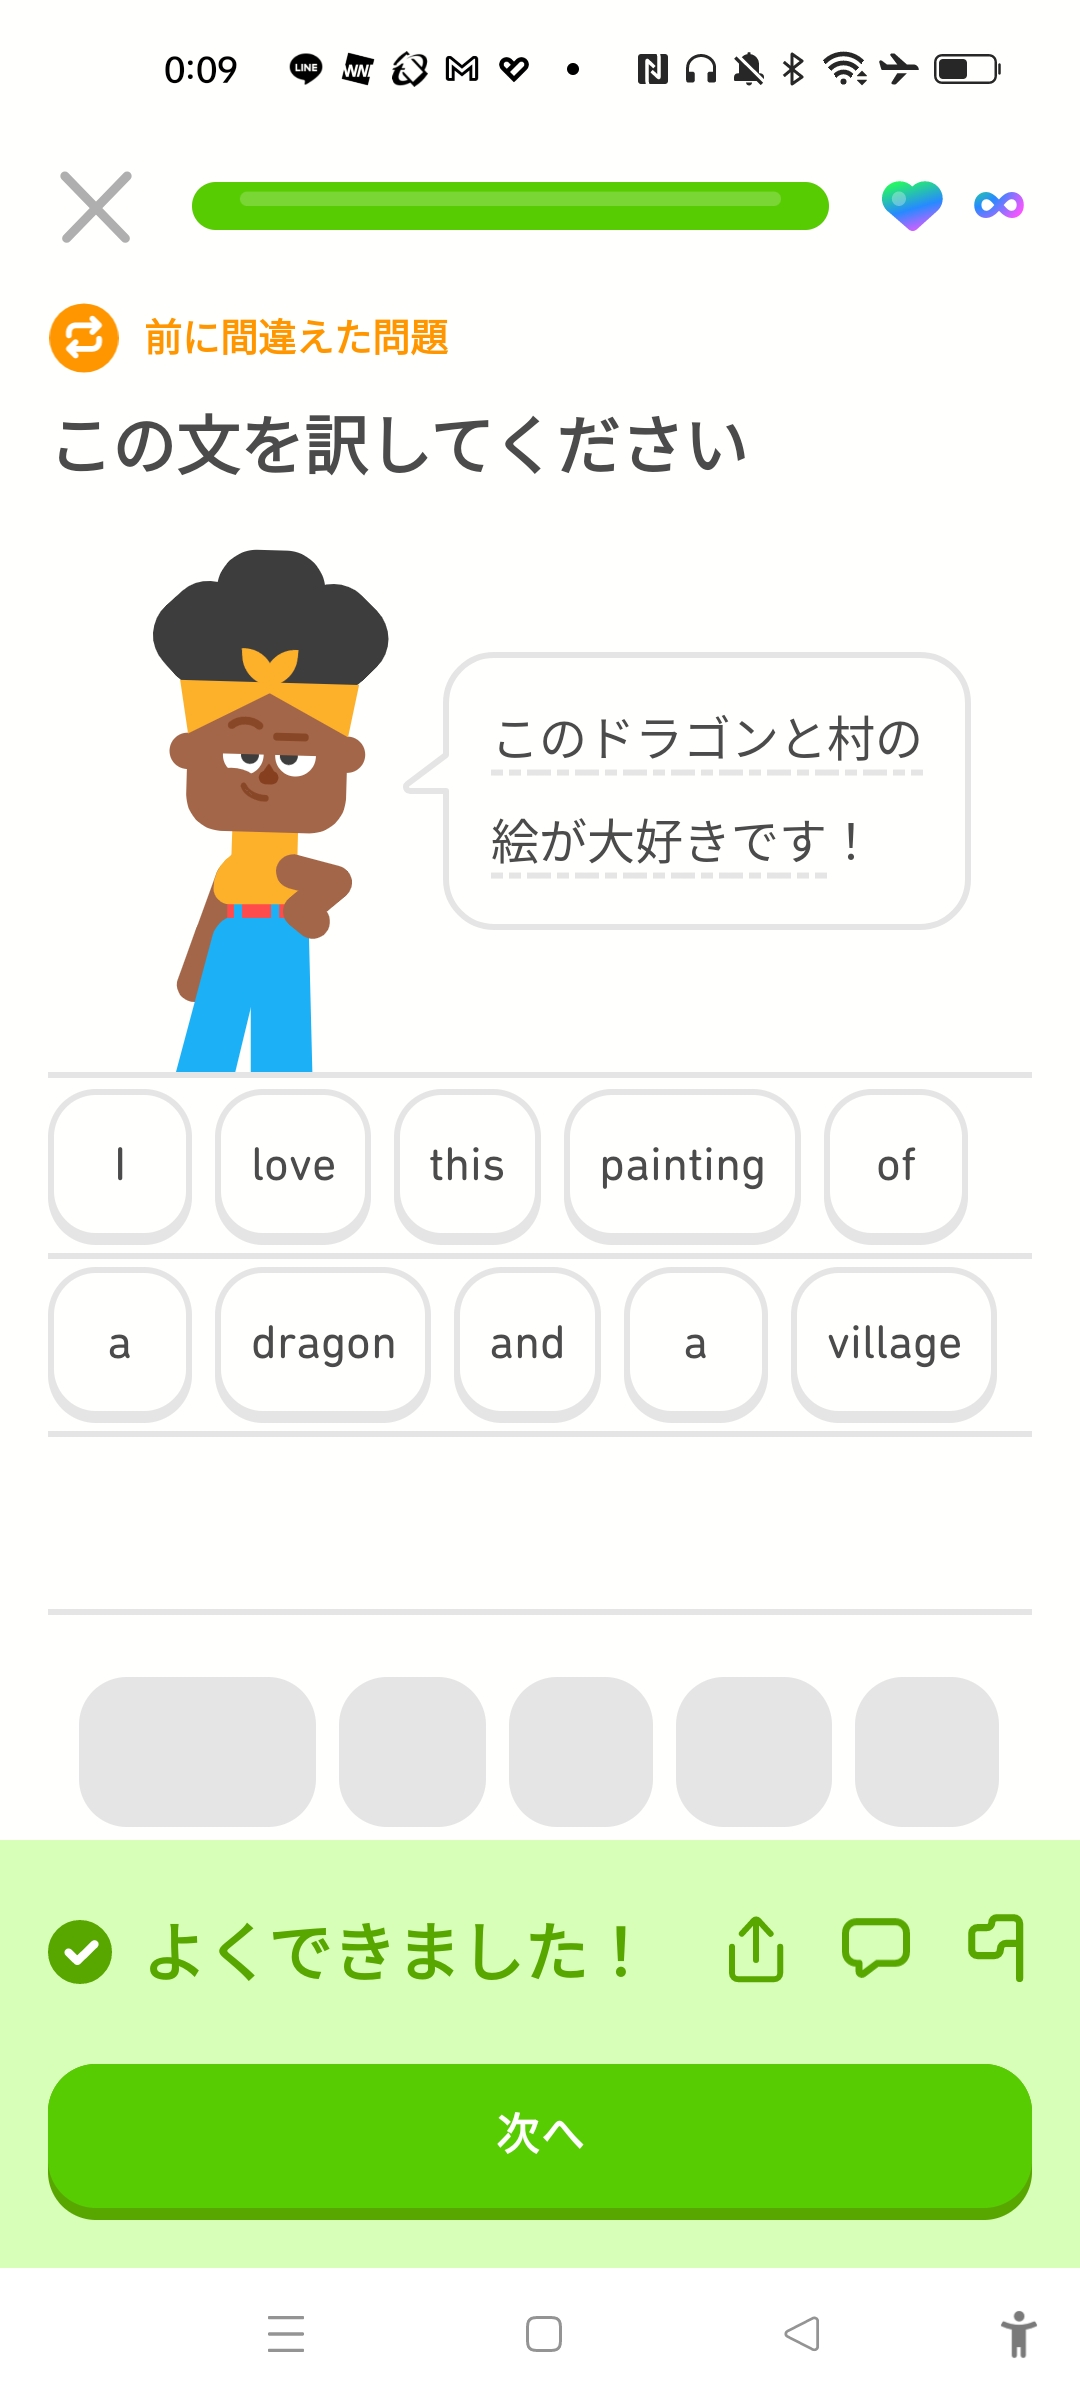 0:09
LINE
前に間違えた問題
この文を訳してください
このドラゴンと村の
絵が大好きです！
I love this painting of
a dragon and a village
よくできました！
次へ